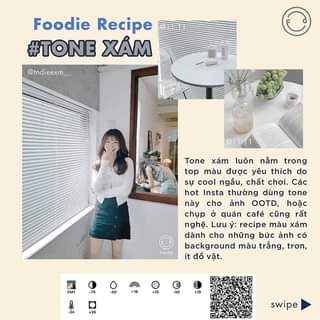 Foodie Recipe
#TONE XÁM
@mdieexm__
Tone xám luôn nằm trong
top màu được yêu thích do
sự cool ngầu, chất chơi. Các
hot Insta thường dùng tone
này cho ảnh OOTD, hoặc
chụp ở quán café cũng rất
nghệ. Lưu ý: recipe màu xám
dành cho những bức ảnh có
background màu trắng, trơn,
ít đồ vật.
swipe